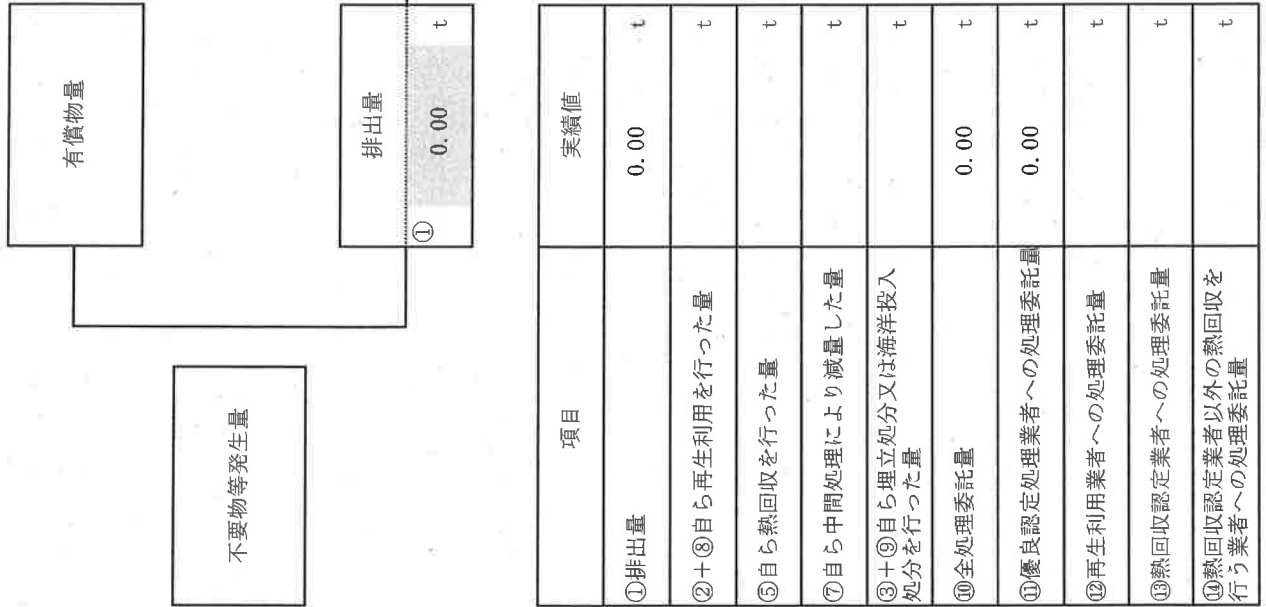 有償物量
不要物等発生量
排出量
① 0.00 t
項目 実績値
①排出量 0.00 t
②+⑧自ら再生利用を行った量 t
⑤自ら熱回収を行った量 t
⑦自ら中間処理により減量した量 t
③+⑨自ら埋立処分又は海洋投入
処分を行った量 t
⑩全処理委託量 0.00 t
⑪優良認定処理業者への処理委託量 0.00 t
⑫再生利用業者への処理委託量 t
⑬熱回収認定業者への処理委託量 t
⑭熱回収認定業者以外の熱回収を
行う業者への処理委託量 t